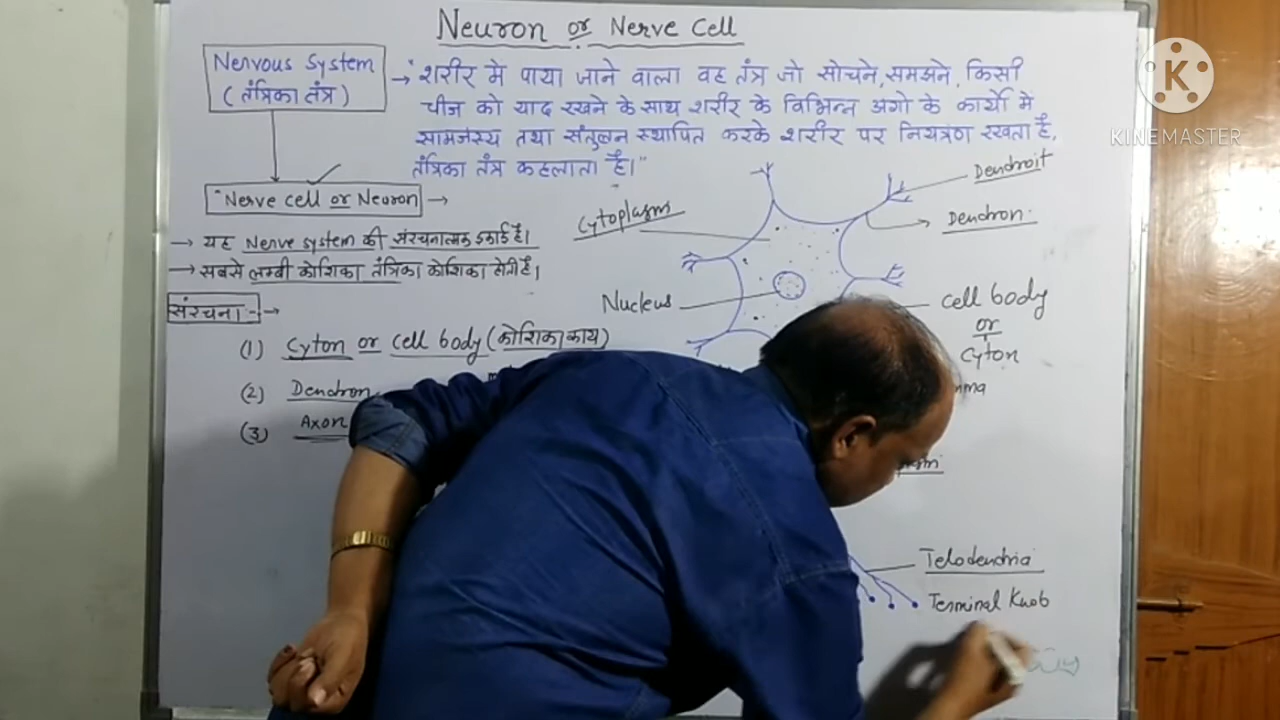 Neuron or Nerve Cell
Nervous System
(तंत्रिका तंत्र)
→ "शरीर मे पाया जाने वाला वह तंत्र जो सोचने, समझने, किसी
चीज को याद रखने के साथ शरीर के विभिन्न अंगो के कार्यो मे
सामजस्य तथा संतुलन स्थापित करके शरीर पर नियत्रण रखता है,
तंत्रिका तंत्र कहलाता है।"
"Nerve cell or Neuron →
→ यह Nerve system की संरचनात्मक इकाई है।
→ सबसे लम्बी कोशिका तंत्रिका कोशिका होती है।
संरचना :- →
(1) Cyton or cell body (कोशिका काय)
(2) Dendron
(3) Axon
Dendroit
Dendron.
Cytoplasm
Nucleus
cell body
or
Cyton
mma
Telodendria
Terminal Knob
KINEMASTER